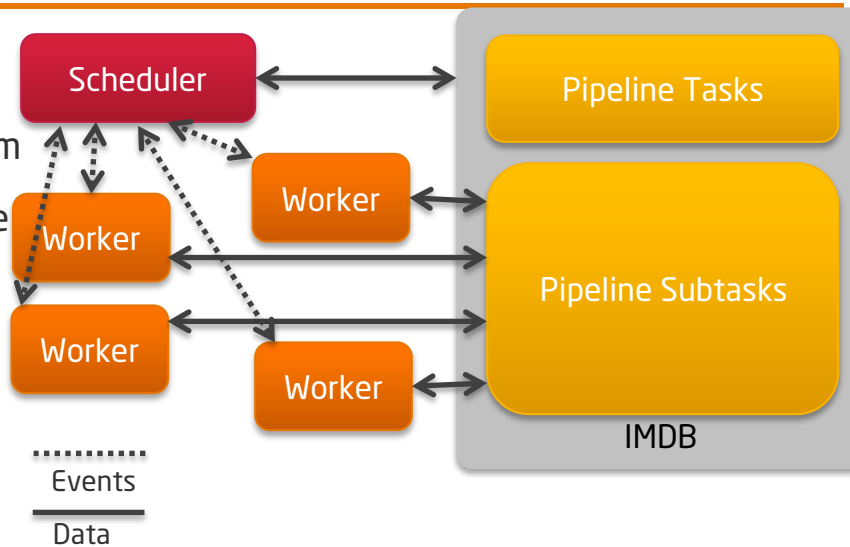 Scheduler
Pipeline Tasks
m
Worker
e
Worker
Pipeline Subtasks
Worker
Worker
IMDB
Events
Data